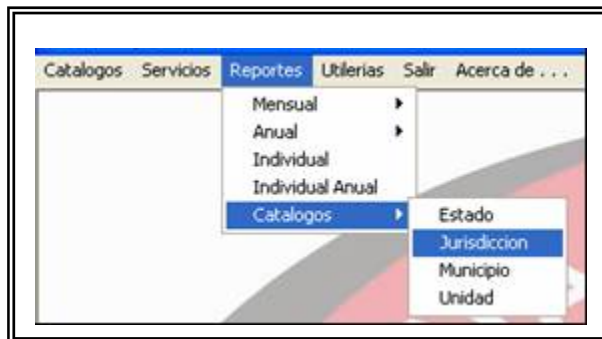 Catalogos Servicios Reportes Utilerias Salir Acerca de . . .
Mensual
Anual
Individual
Individual Anual
Catalogos
Estado
Jurisdiccion
Municipio
Unidad